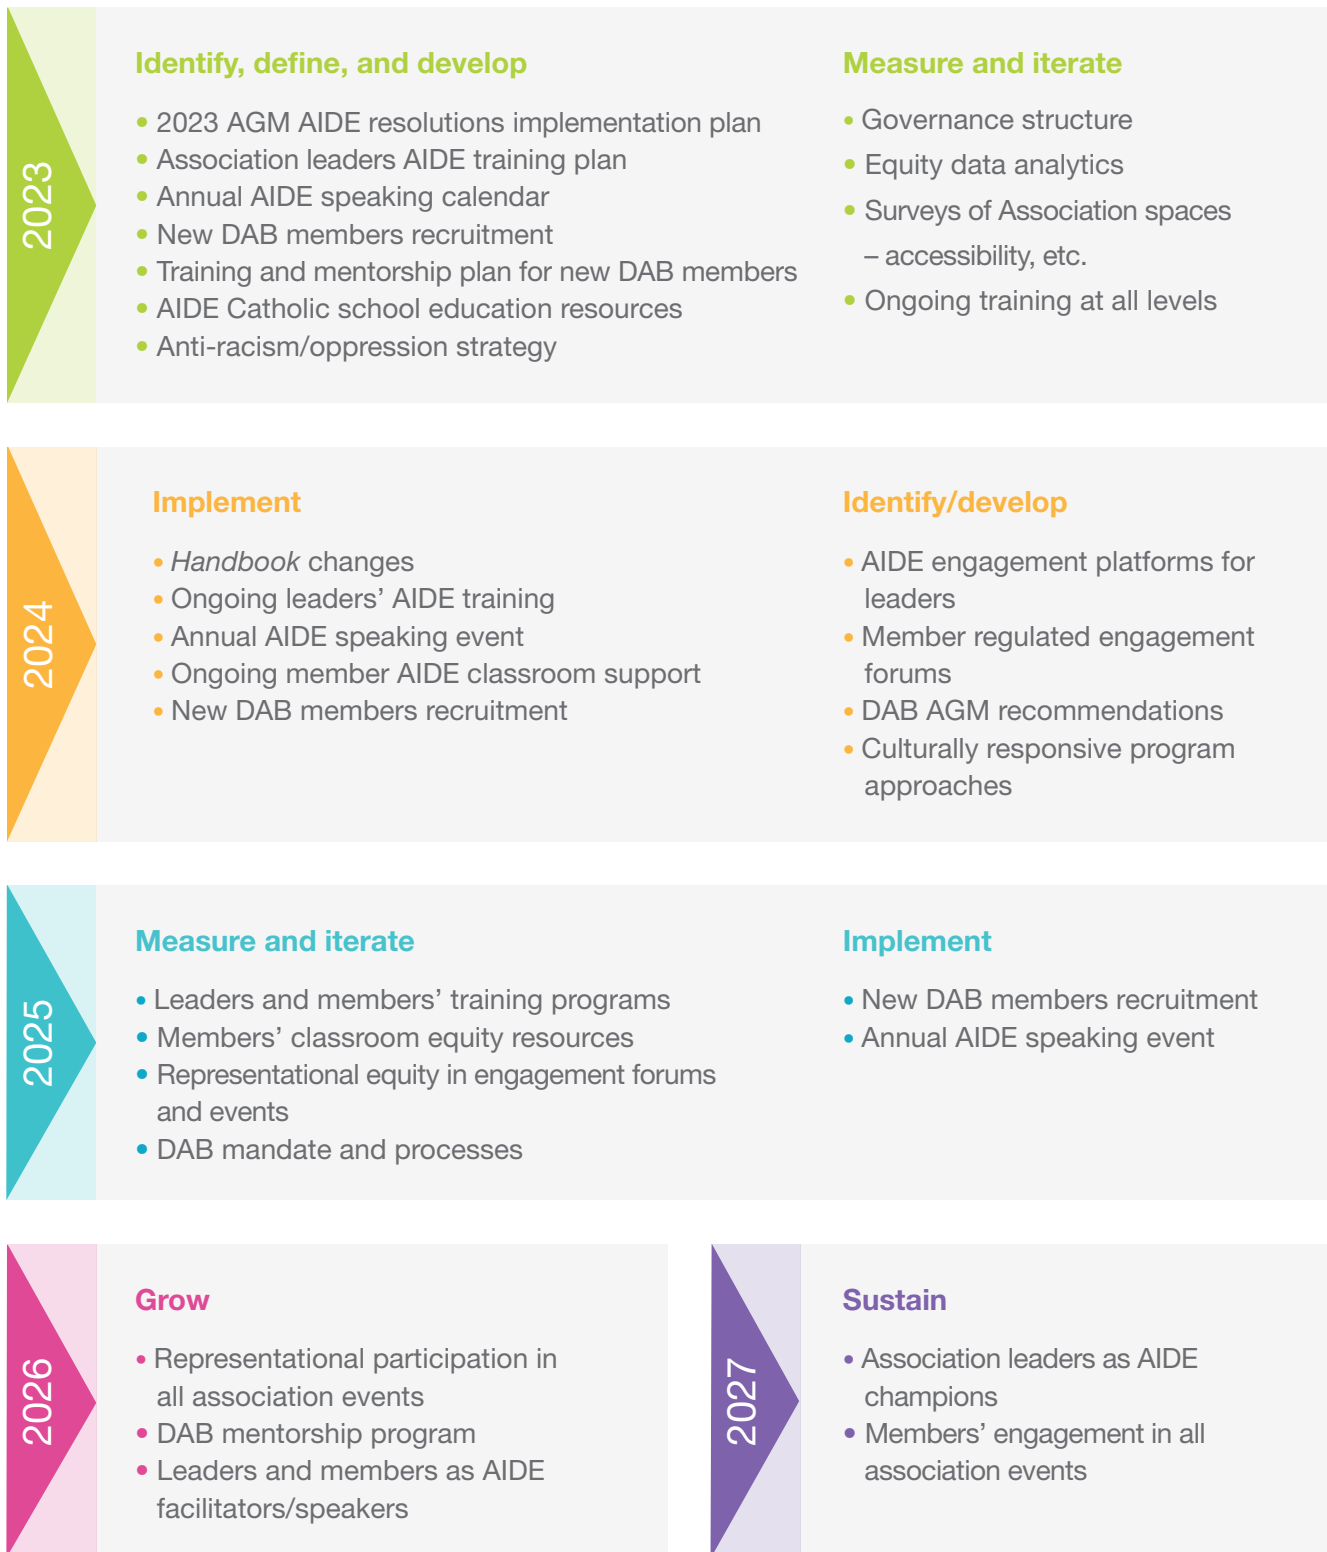 2023
Identify, define, and develop
• 2023 AGM AIDE resolutions implementation plan
• Association leaders AIDE training plan
• Annual AIDE speaking calendar
• New DAB members recruitment
• Training and mentorship plan for new DAB members
• AIDE Catholic school education resources
• Anti-racism/oppression strategy
Measure and iterate
• Governance structure
• Equity data analytics
• Surveys of Association spaces
– accessibility, etc.
• Ongoing training at all levels
2024
Implement
• Handbook changes
• Ongoing leaders’ AIDE training
• Annual AIDE speaking event
• Ongoing member AIDE classroom support
• New DAB members recruitment
Identify/develop
• AIDE engagement platforms for
leaders
• Member regulated engagement
forums
• DAB AGM recommendations
• Culturally responsive program
approaches
2025
Measure and iterate
• Leaders and members’ training programs
• Members’ classroom equity resources
• Representational equity in engagement forums
and events
• DAB mandate and processes
Implement
• New DAB members recruitment
• Annual AIDE speaking event
2026
Grow
• Representational participation in
all association events
• DAB mentorship program
• Leaders and members as AIDE
facilitators/speakers
2027
Sustain
• Association leaders as AIDE
champions
• Members’ engagement in all
association events